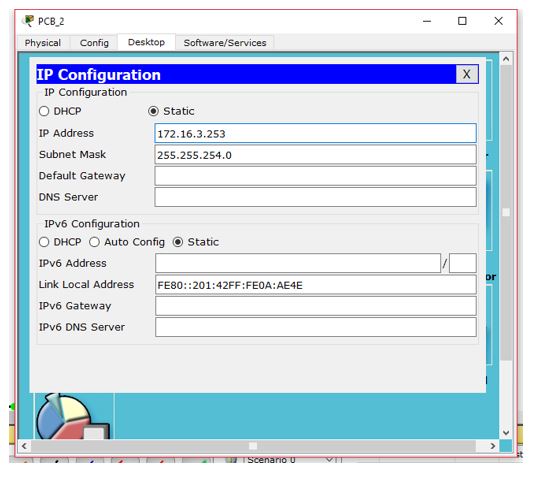 PCB_2
Physical Config Desktop Software/Services
IP Configuration X
IP Configuration
DHCP Static
IP Address 172.16.3.253
Subnet Mask 255.255.254.0
Default Gateway
DNS Server
IPv6 Configuration
DHCP Auto Config Static
IPv6 Address /
Link Local Address FE80::201:42FF:FE0A:AE4E
IPv6 Gateway
IPv6 DNS Server
or
Scenario 0